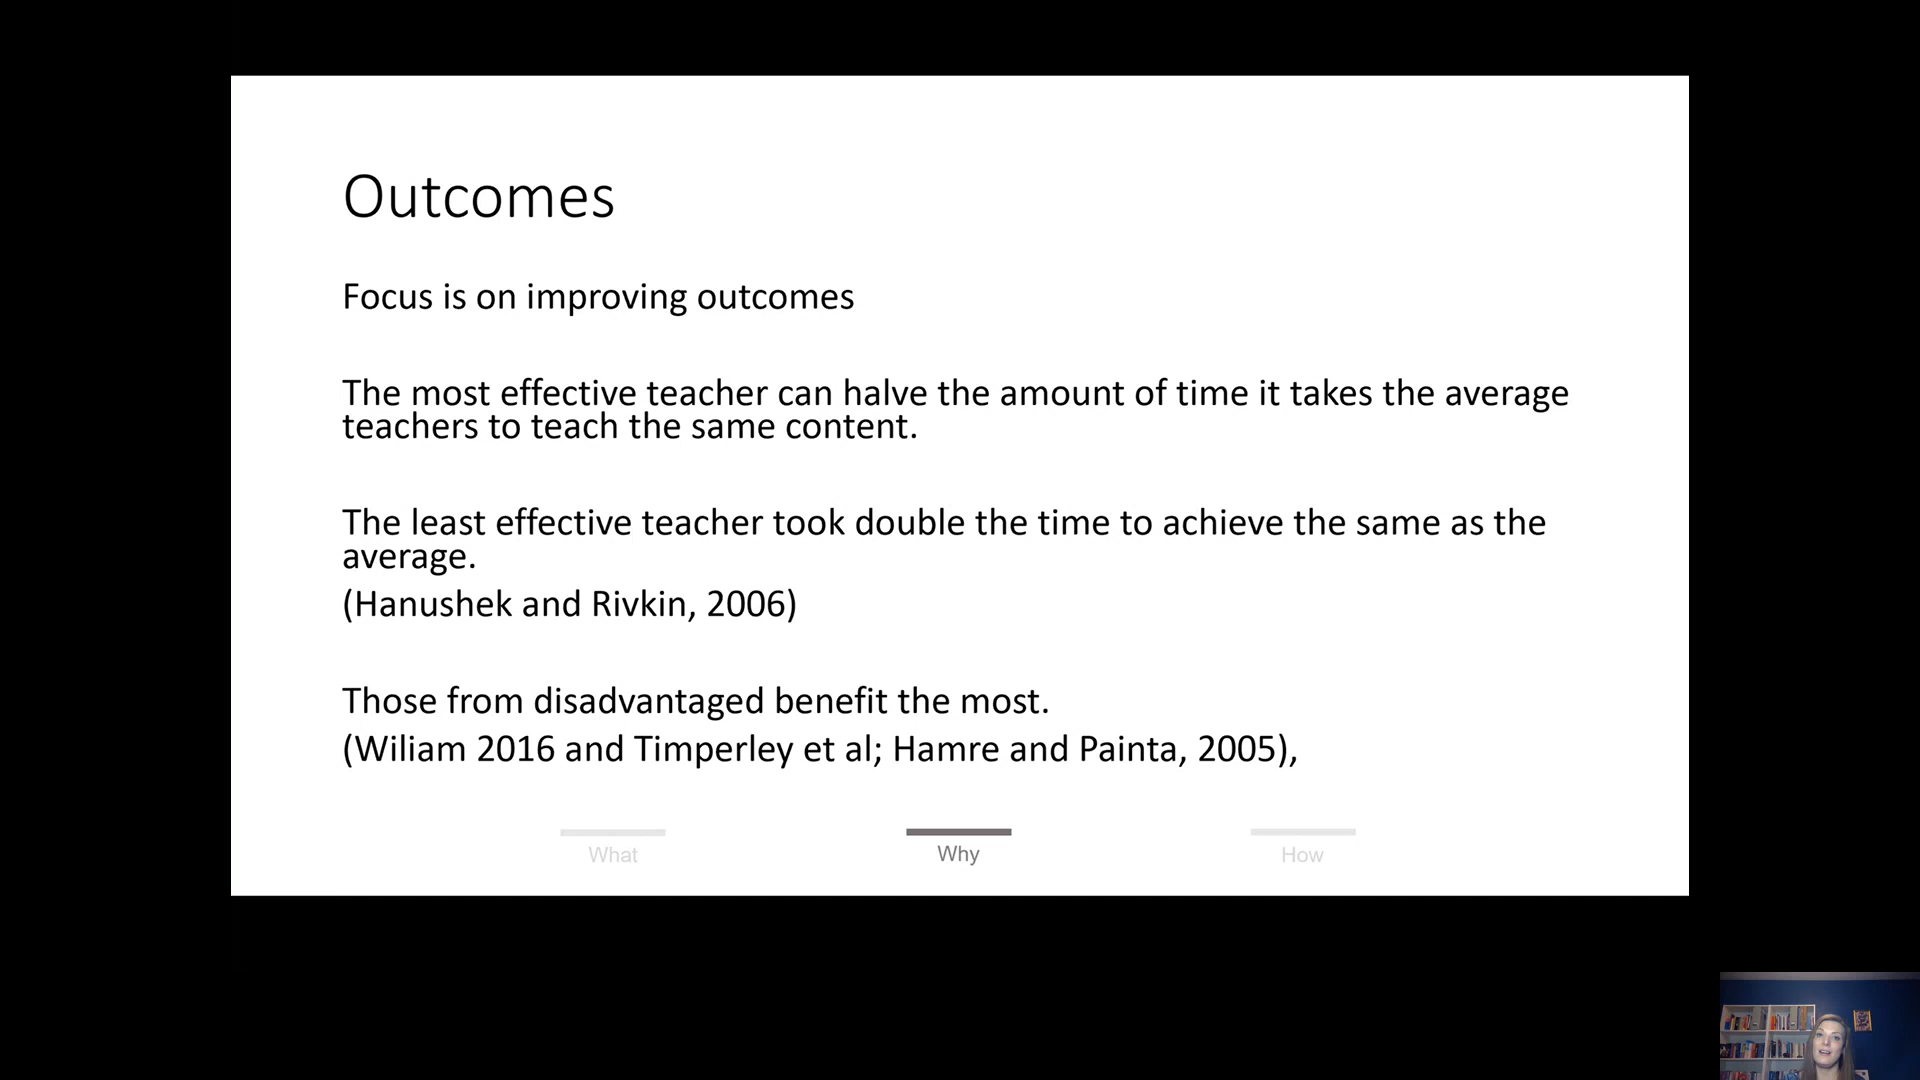 Outcomes
Focus is on improving outcomes
The most effective teacher can halve the amount of time it takes the average
teachers to teach the same content.
The least effective teacher took double the time to achieve the same as the
average.
(Hanushek and Rivkin, 2006)
Those from disadvantaged benefit the most.
(Wiliam 2016 and Timperley et al; Hamre and Painta, 2005),
What
Why
How